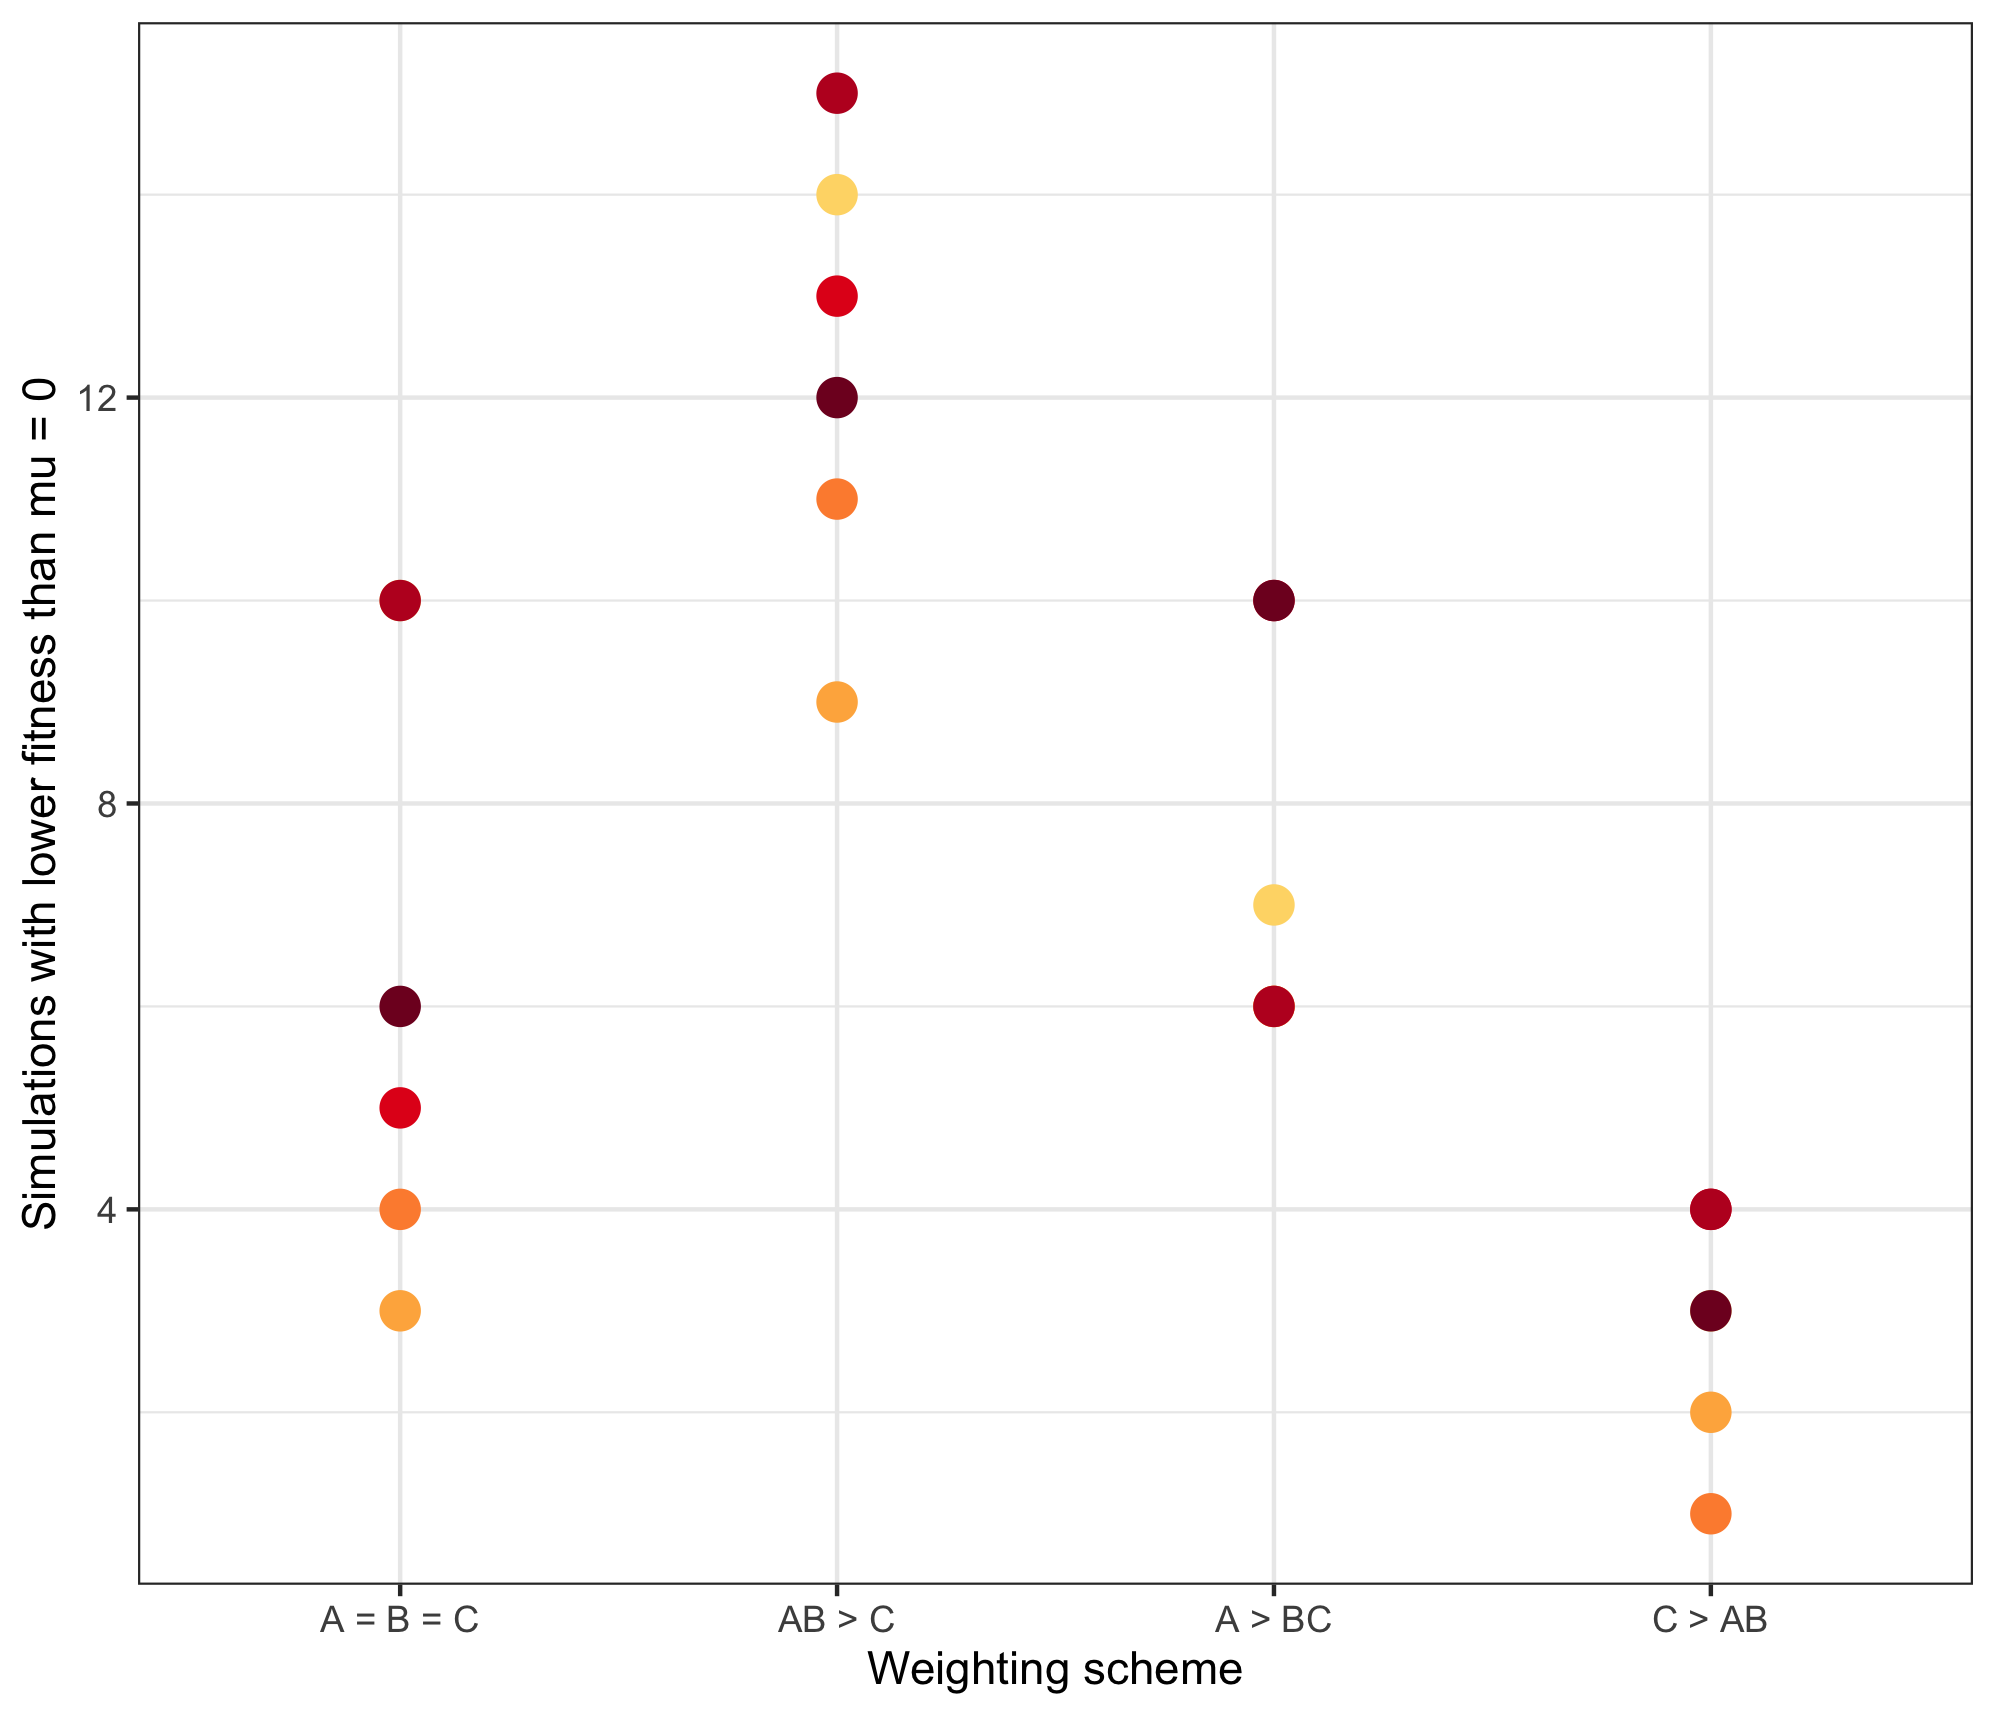 Simulations with lower fitness than mu = 0
12
8
4
A = B = C
AB > C
A > BC
C > AB
Weighting scheme